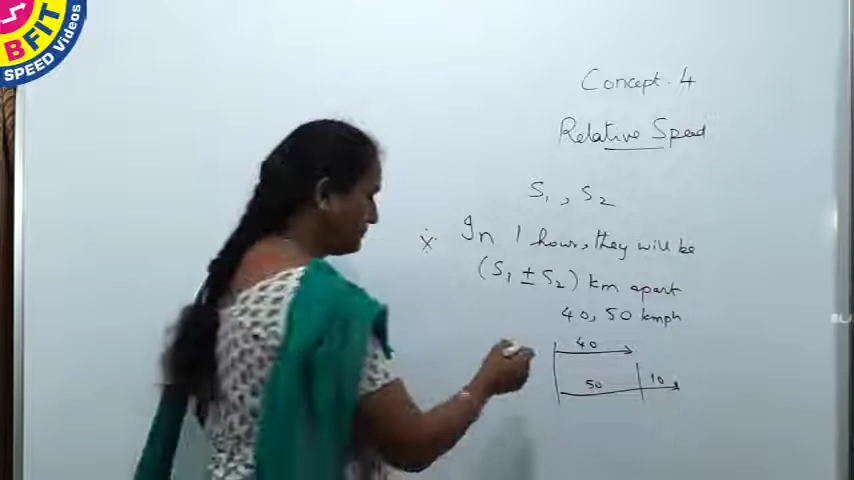 BFIT
SPEED Videos
Concept. 4
Relative Speed
S₁, S₂
* In 1 hour, they will be
(S₁ ± S₂) km apart
40, 50 kmph
40
50 10